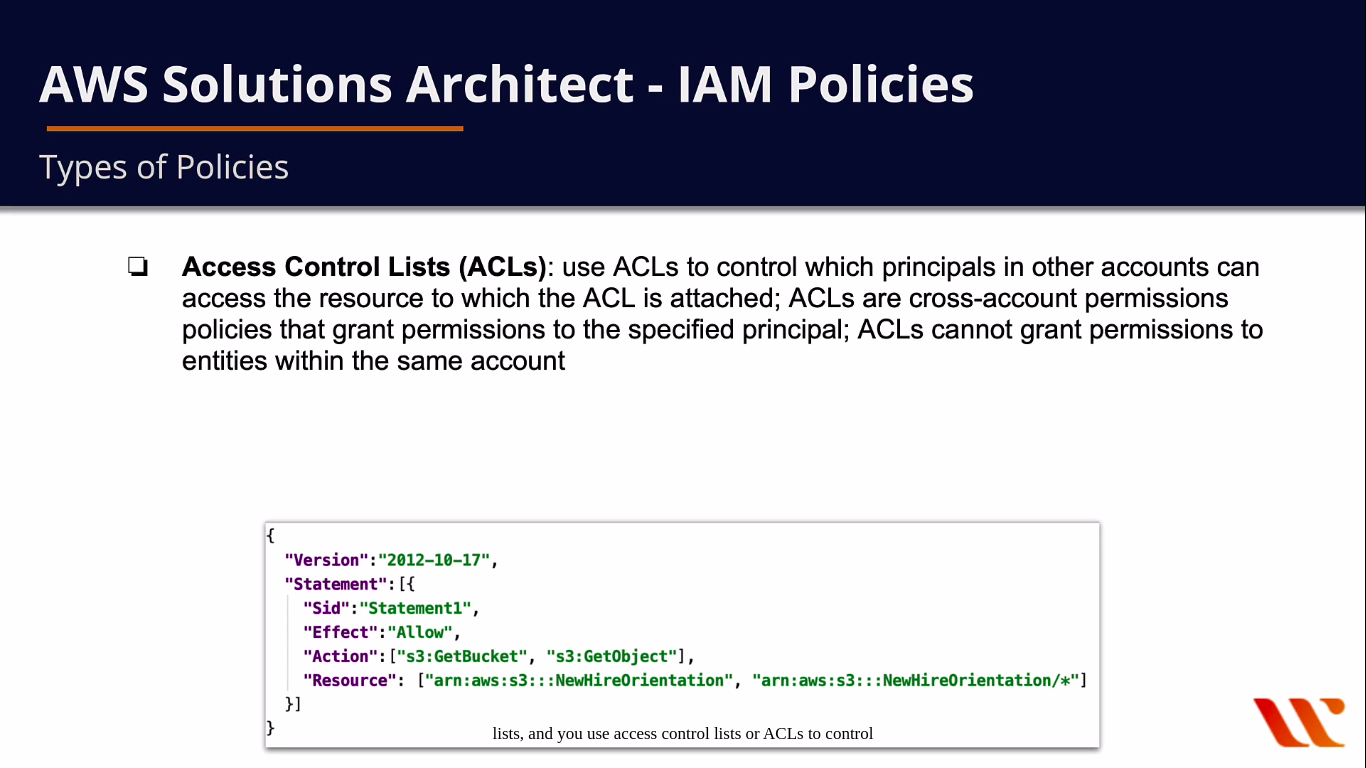 AWS Solutions Architect - IAM Policies
Types of Policies
❏ Access Control Lists (ACLs): use ACLs to control which principals in other accounts can
access the resource to which the ACL is attached; ACLs are cross-account permissions
policies that grant permissions to the specified principal; ACLs cannot grant permissions to
entities within the same account
{
"Version":"2012-10-17",
"Statement":[{
"Sid":"Statement1",
"Effect":"Allow",
"Action":["s3:GetBucket", "s3:GetObject"],
"Resource": ["arn:aws:s3:::NewHireOrientation", "arn:aws:s3:::NewHireOrientation/*"]
}]
}
lists, and you use access control lists or ACLs to control